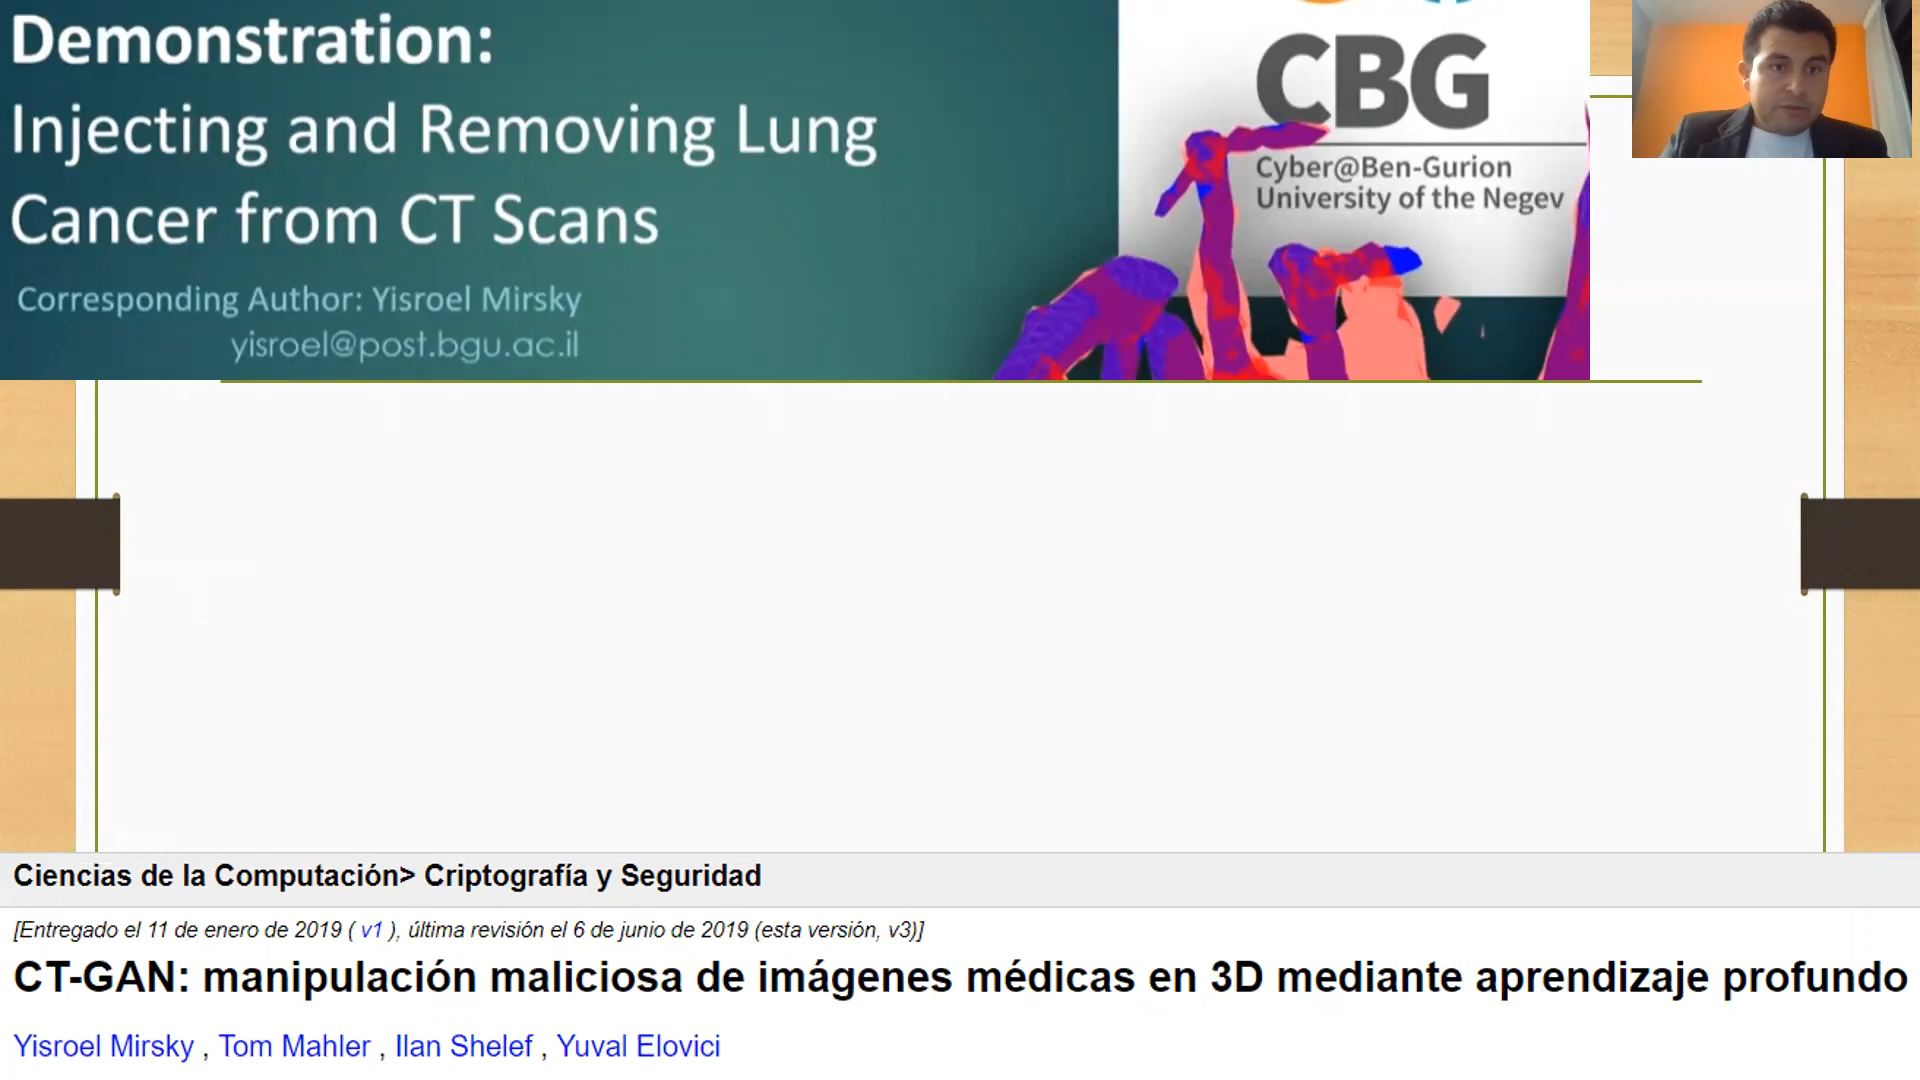 Demonstration:
Injecting and Removing Lung
Cancer from CT Scans
Corresponding Author: Yisroel Mirsky
yisroel@post.bgu.ac.il
CBG
Cyber@Ben-Gurion
University of the Negev
Ciencias de la Computación> Criptografía y Seguridad
[Entregado el 11 de enero de 2019 ( v1 ), última revisión el 6 de junio de 2019 (esta versión, v3)]
CT-GAN: manipulación maliciosa de imágenes médicas en 3D mediante aprendizaje profundo
Yisroel Mirsky , Tom Mahler , Ilan Shelef , Yuval Elovici